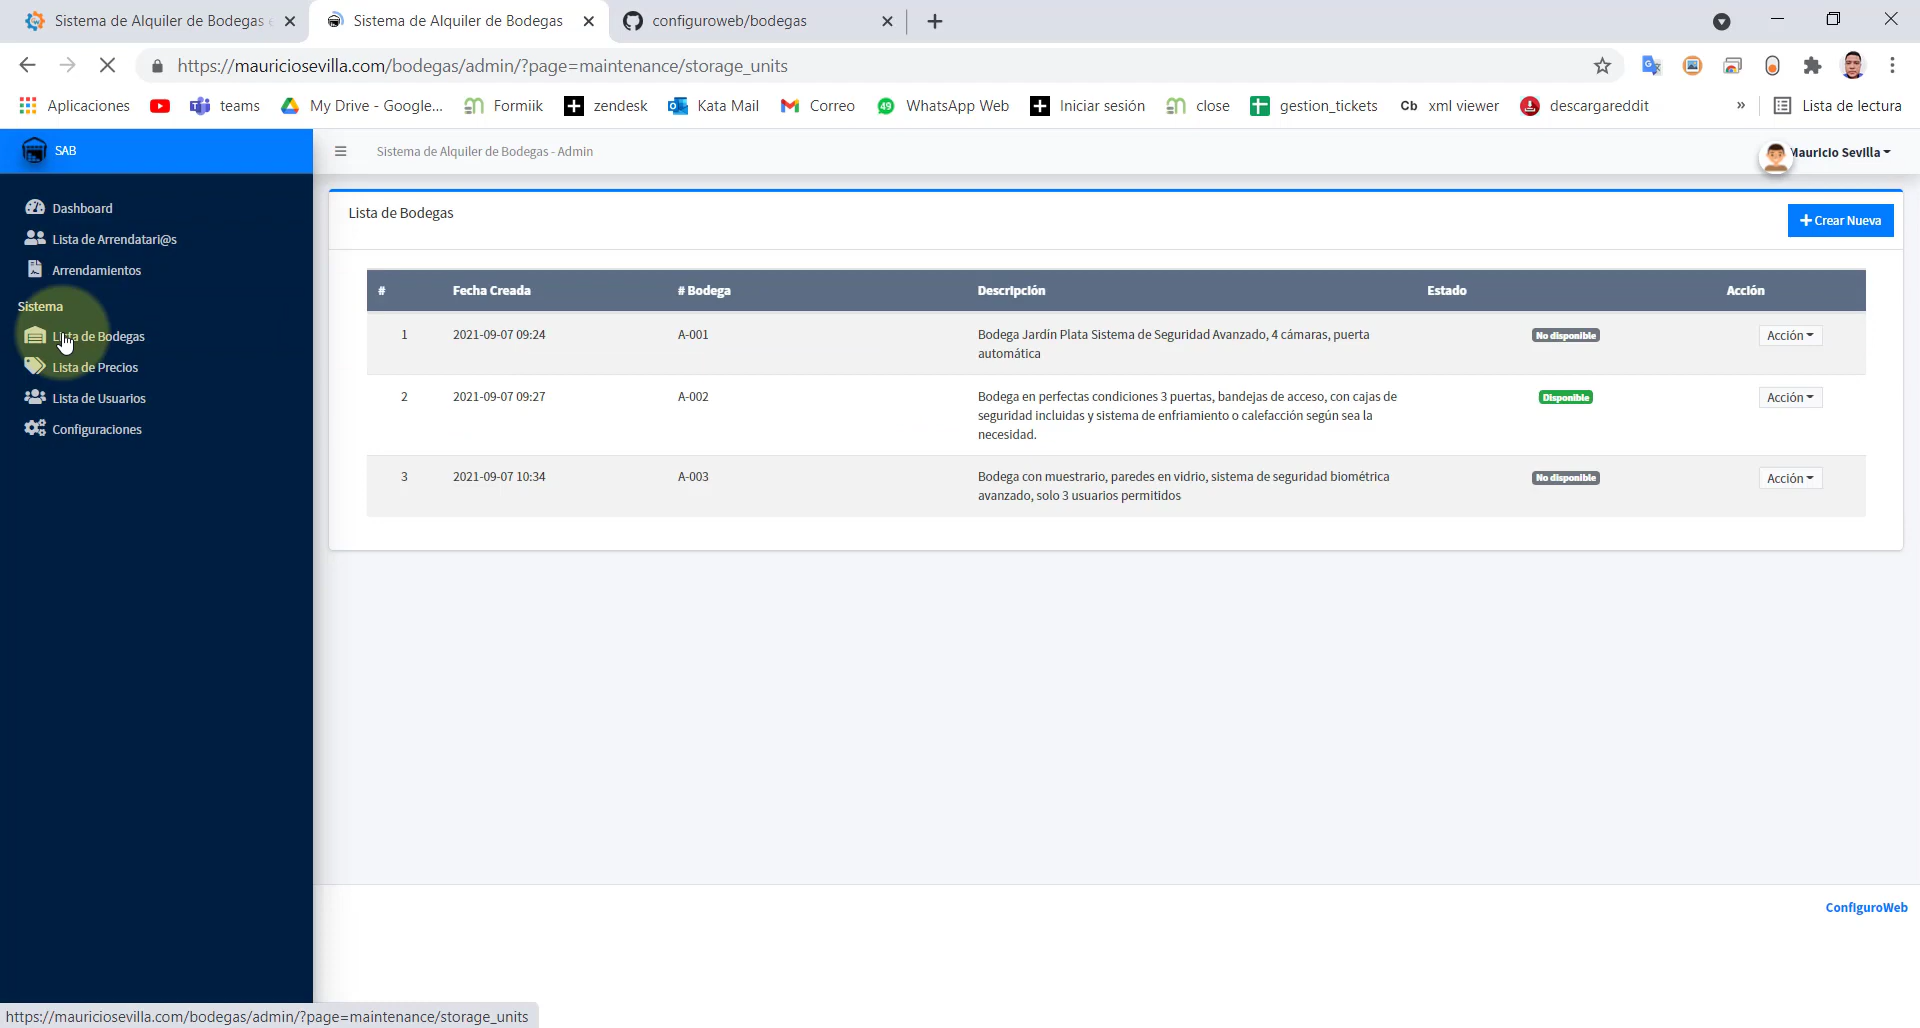 Sistema de Alquiler de Bodegas e
Sistema de Alquiler de Bodegas
configuroweb/bodegas
https://mauriciosevilla.com/bodegas/admin/?page=maintenance/storage_units
Aplicaciones
teams
My Drive - Google...
Formiik
zendesk
Kata Mail
Correo
49
WhatsApp Web
Iniciar sesión
close
gestion_tickets
Cb
xml viewer
descargareddit
»
Lista de lectura
SAB
Sistema de Alquiler de Bodegas - Admin
Mauricio Sevilla
Dashboard
Lista de Arrendatari@s
Arrendamientos
Sistema
Lista de Bodegas
Lista de Precios
Lista de Usuarios
Configuraciones
Lista de Bodegas
+ Crear Nueva
# Fecha Creada # Bodega Descripción Estado Acción
1 2021-09-07 09:24 A-001 Bodega Jardín Plata Sistema de Seguridad Avanzado, 4 cámaras, puerta No disponible Acción
automática
2 2021-09-07 09:27 A-002 Bodega en perfectas condiciones 3 puertas, bandejas de acceso, con cajas de Disponible Acción
seguridad incluidas y sistema de enfriamiento o calefacción según sea la
necesidad.
3 2021-09-07 10:34 A-003 Bodega con muestrario, paredes en vidrio, sistema de seguridad biométrica No disponible Acción
avanzado, solo 3 usuarios permitidos
ConfiguroWeb
https://mauriciosevilla.com/bodegas/admin/?page=maintenance/storage_units